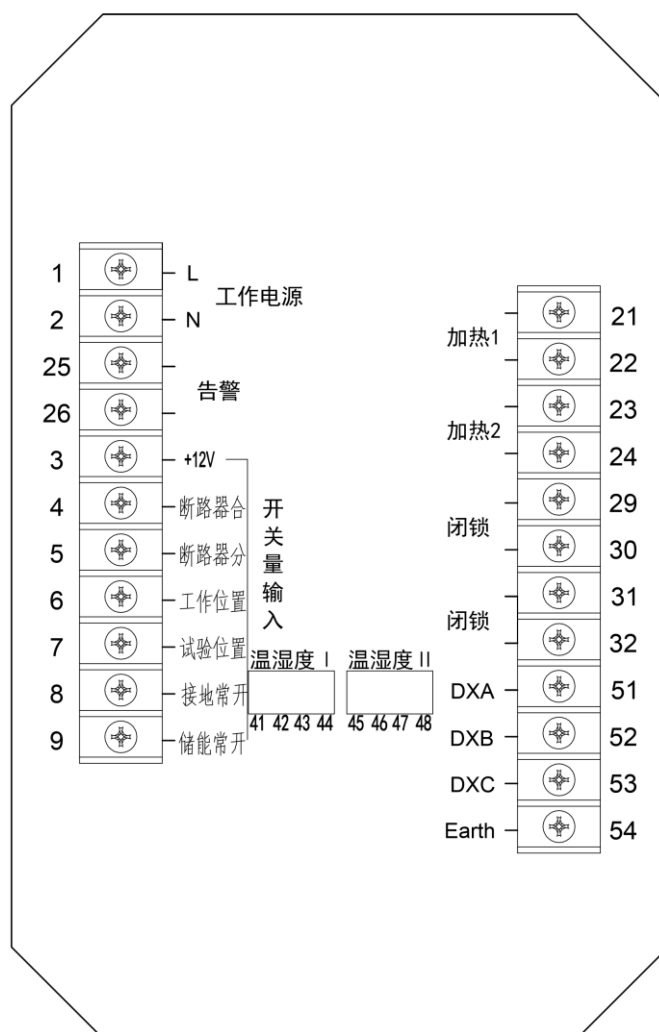 1 L
工作电源
2 N
25
告警
26
3 +12V
4 断路器合
5 断路器分
6 工作位置
7 试验位置
8 接地常开
9 储能常开
开关量输入
温湿度 I
41 42 43 44
温湿度 II
45 46 47 48
加热1
21
22
加热2
23
24
闭锁
29
30
闭锁
31
32
DXA 51
DXB 52
DXC 53
Earth 54